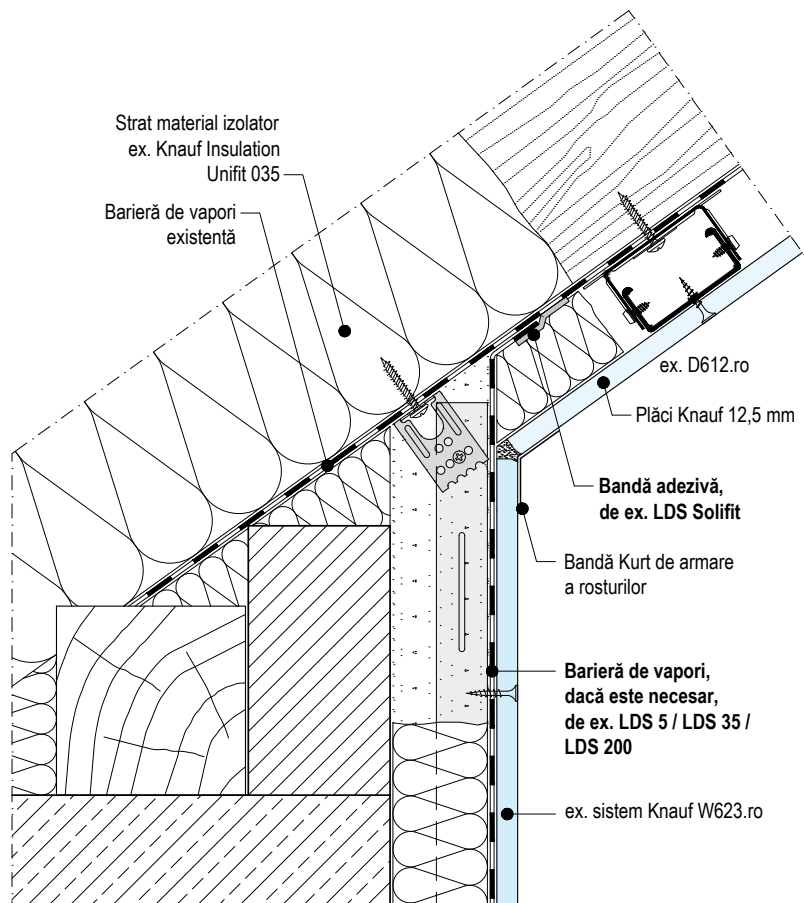 Strat material izolator
ex. Knauf Insulation
Unifit 035
Barieră de vapori
existentă
ex. D612.ro
Plăci Knauf 12,5 mm
Bandă adezivă,
de ex. LDS Solifit
Bandă Kurt de armare
a rosturilor
Barieră de vapori,
dacă este necesar,
de ex. LDS 5 / LDS 35 /
LDS 200
ex. sistem Knauf W623.ro